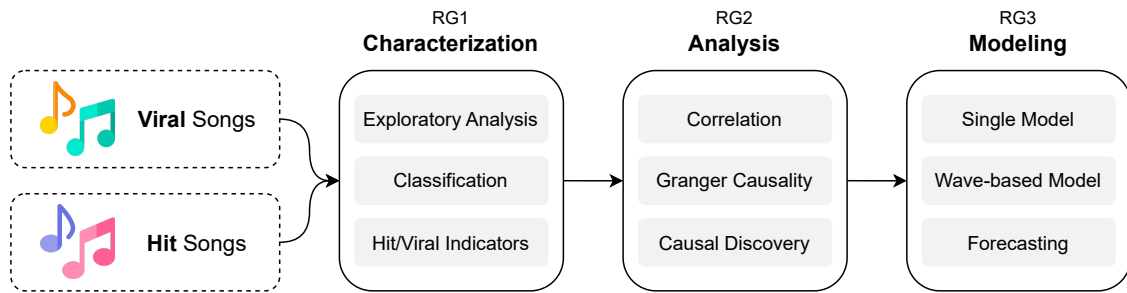 RG1
Characterization
RG2
Analysis
RG3
Modeling
Viral Songs
Hit Songs
Exploratory Analysis
Classification
Hit/Viral Indicators
Correlation
Granger Causality
Causal Discovery
Single Model
Wave-based Model
Forecasting